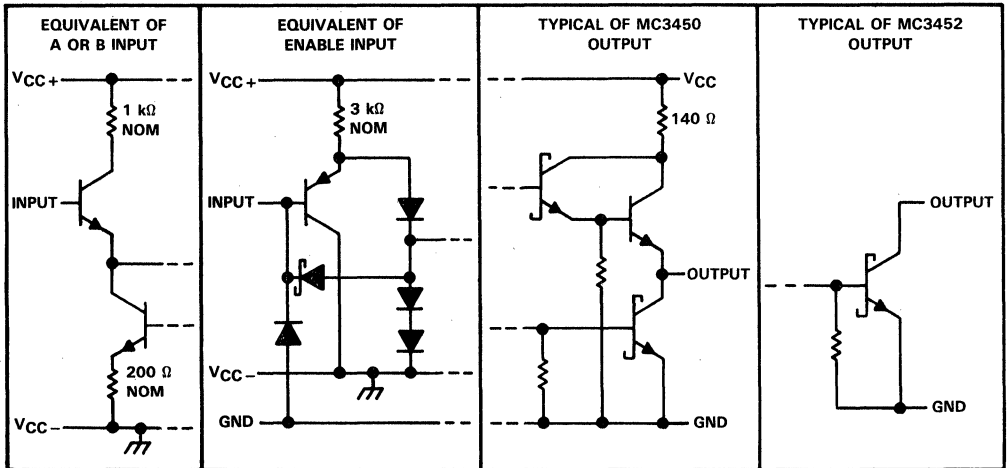 EQUIVALENT OF
A OR B INPUT
VCC+
1 kΩ
NOM
INPUT
200 Ω
NOM
VCC−
EQUIVALENT OF
ENABLE INPUT
VCC+
3 kΩ
NOM
INPUT
VCC−
GND
TYPICAL OF MC3450
OUTPUT
VCC
140 Ω
OUTPUT
GND
TYPICAL OF MC3452
OUTPUT
OUTPUT
GND